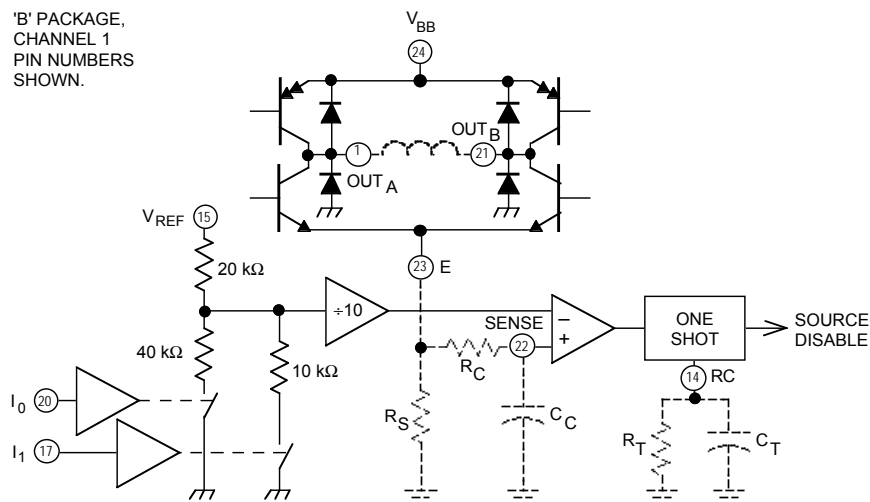 'B' PACKAGE,
CHANNEL 1
PIN NUMBERS
SHOWN.
V_BB
24
1
OUT_A
OUT_B
21
V_REF
15
20 kΩ
23
E
÷10
40 kΩ
10 kΩ
SENSE
22
R_C
−
+
ONE
SHOT
SOURCE
DISABLE
14
RC
I_0
20
I_1
17
R_S
C_C
R_T
C_T